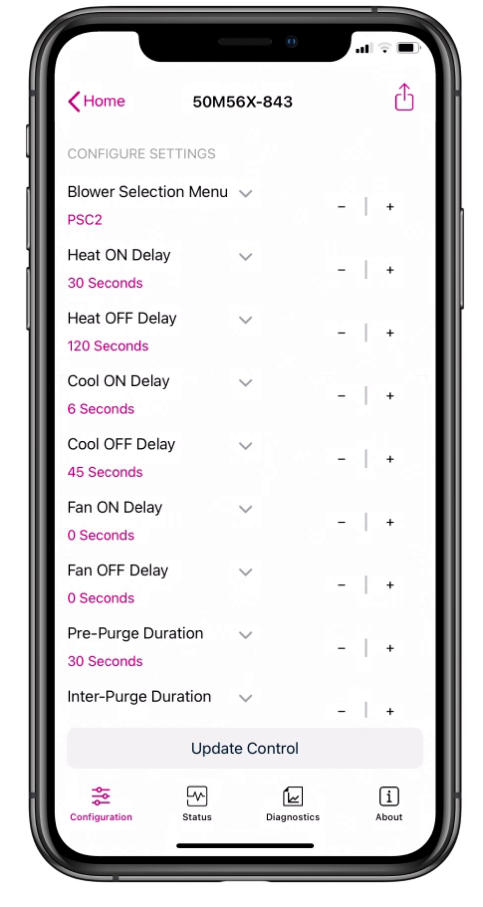 Home
50M56X-843
CONFIGURE SETTINGS
Blower Selection Menu
PSC2
- | +
Heat ON Delay
30 Seconds
- | +
Heat OFF Delay
120 Seconds
- | +
Cool ON Delay
6 Seconds
- | +
Cool OFF Delay
45 Seconds
- | +
Fan ON Delay
0 Seconds
- | +
Fan OFF Delay
0 Seconds
- | +
Pre-Purge Duration
30 Seconds
- | +
Inter-Purge Duration
- | +
Update Control
Configuration
Status
Diagnostics
About